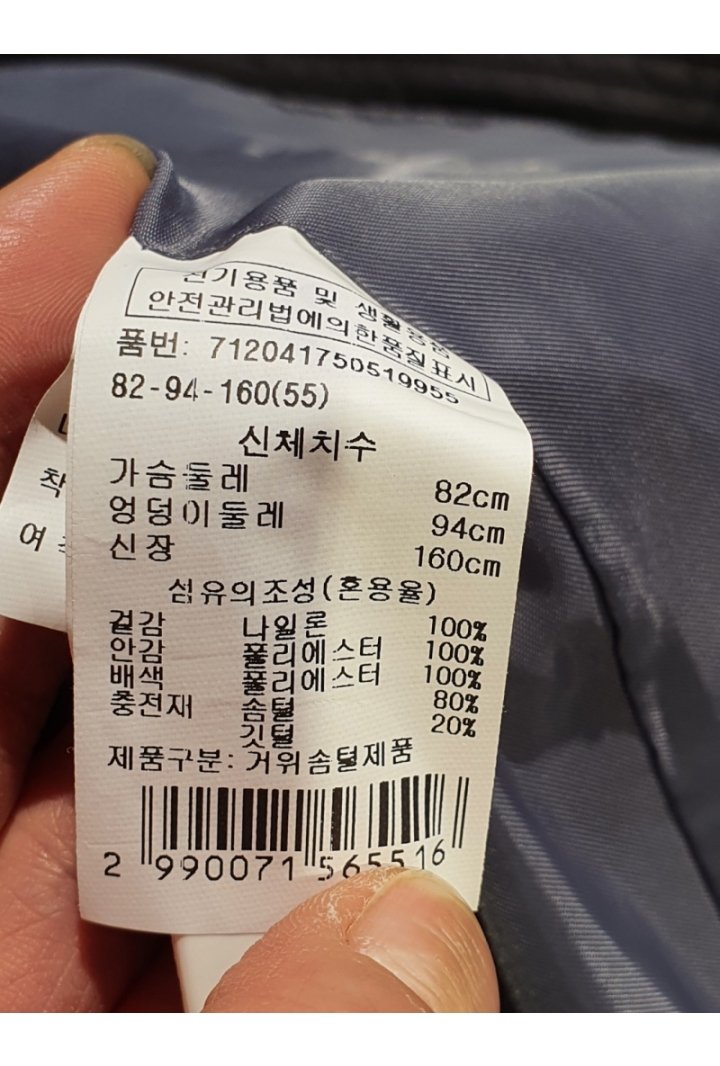 전기용품 및 생활용품
안전관리법에의한품질표시
품번: 712041750519955
82-94-160(55)
신체치수
가슴둘레 82cm
엉덩이둘레 94cm
신장 160cm
섬유의조성(혼용율)
겉감 나일론 100%
안감 폴리에스터 100%
배색 폴리에스터 100%
충전재 솜털 80%
깃털 20%
제품구분: 거위솜털제품
2 990071 565516
착
여